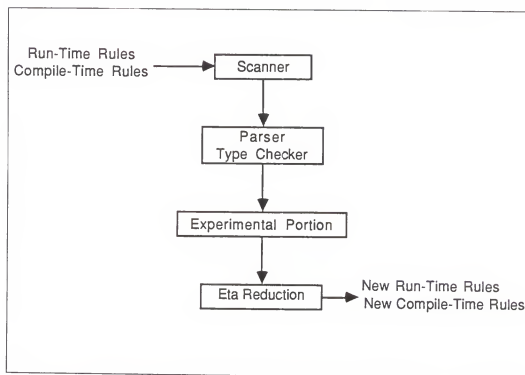 Run-Time Rules
Compile-Time Rules
Scanner
Parser
Type Checker
Experimental Portion
Eta Reduction
New Run-Time Rules
New Compile-Time Rules